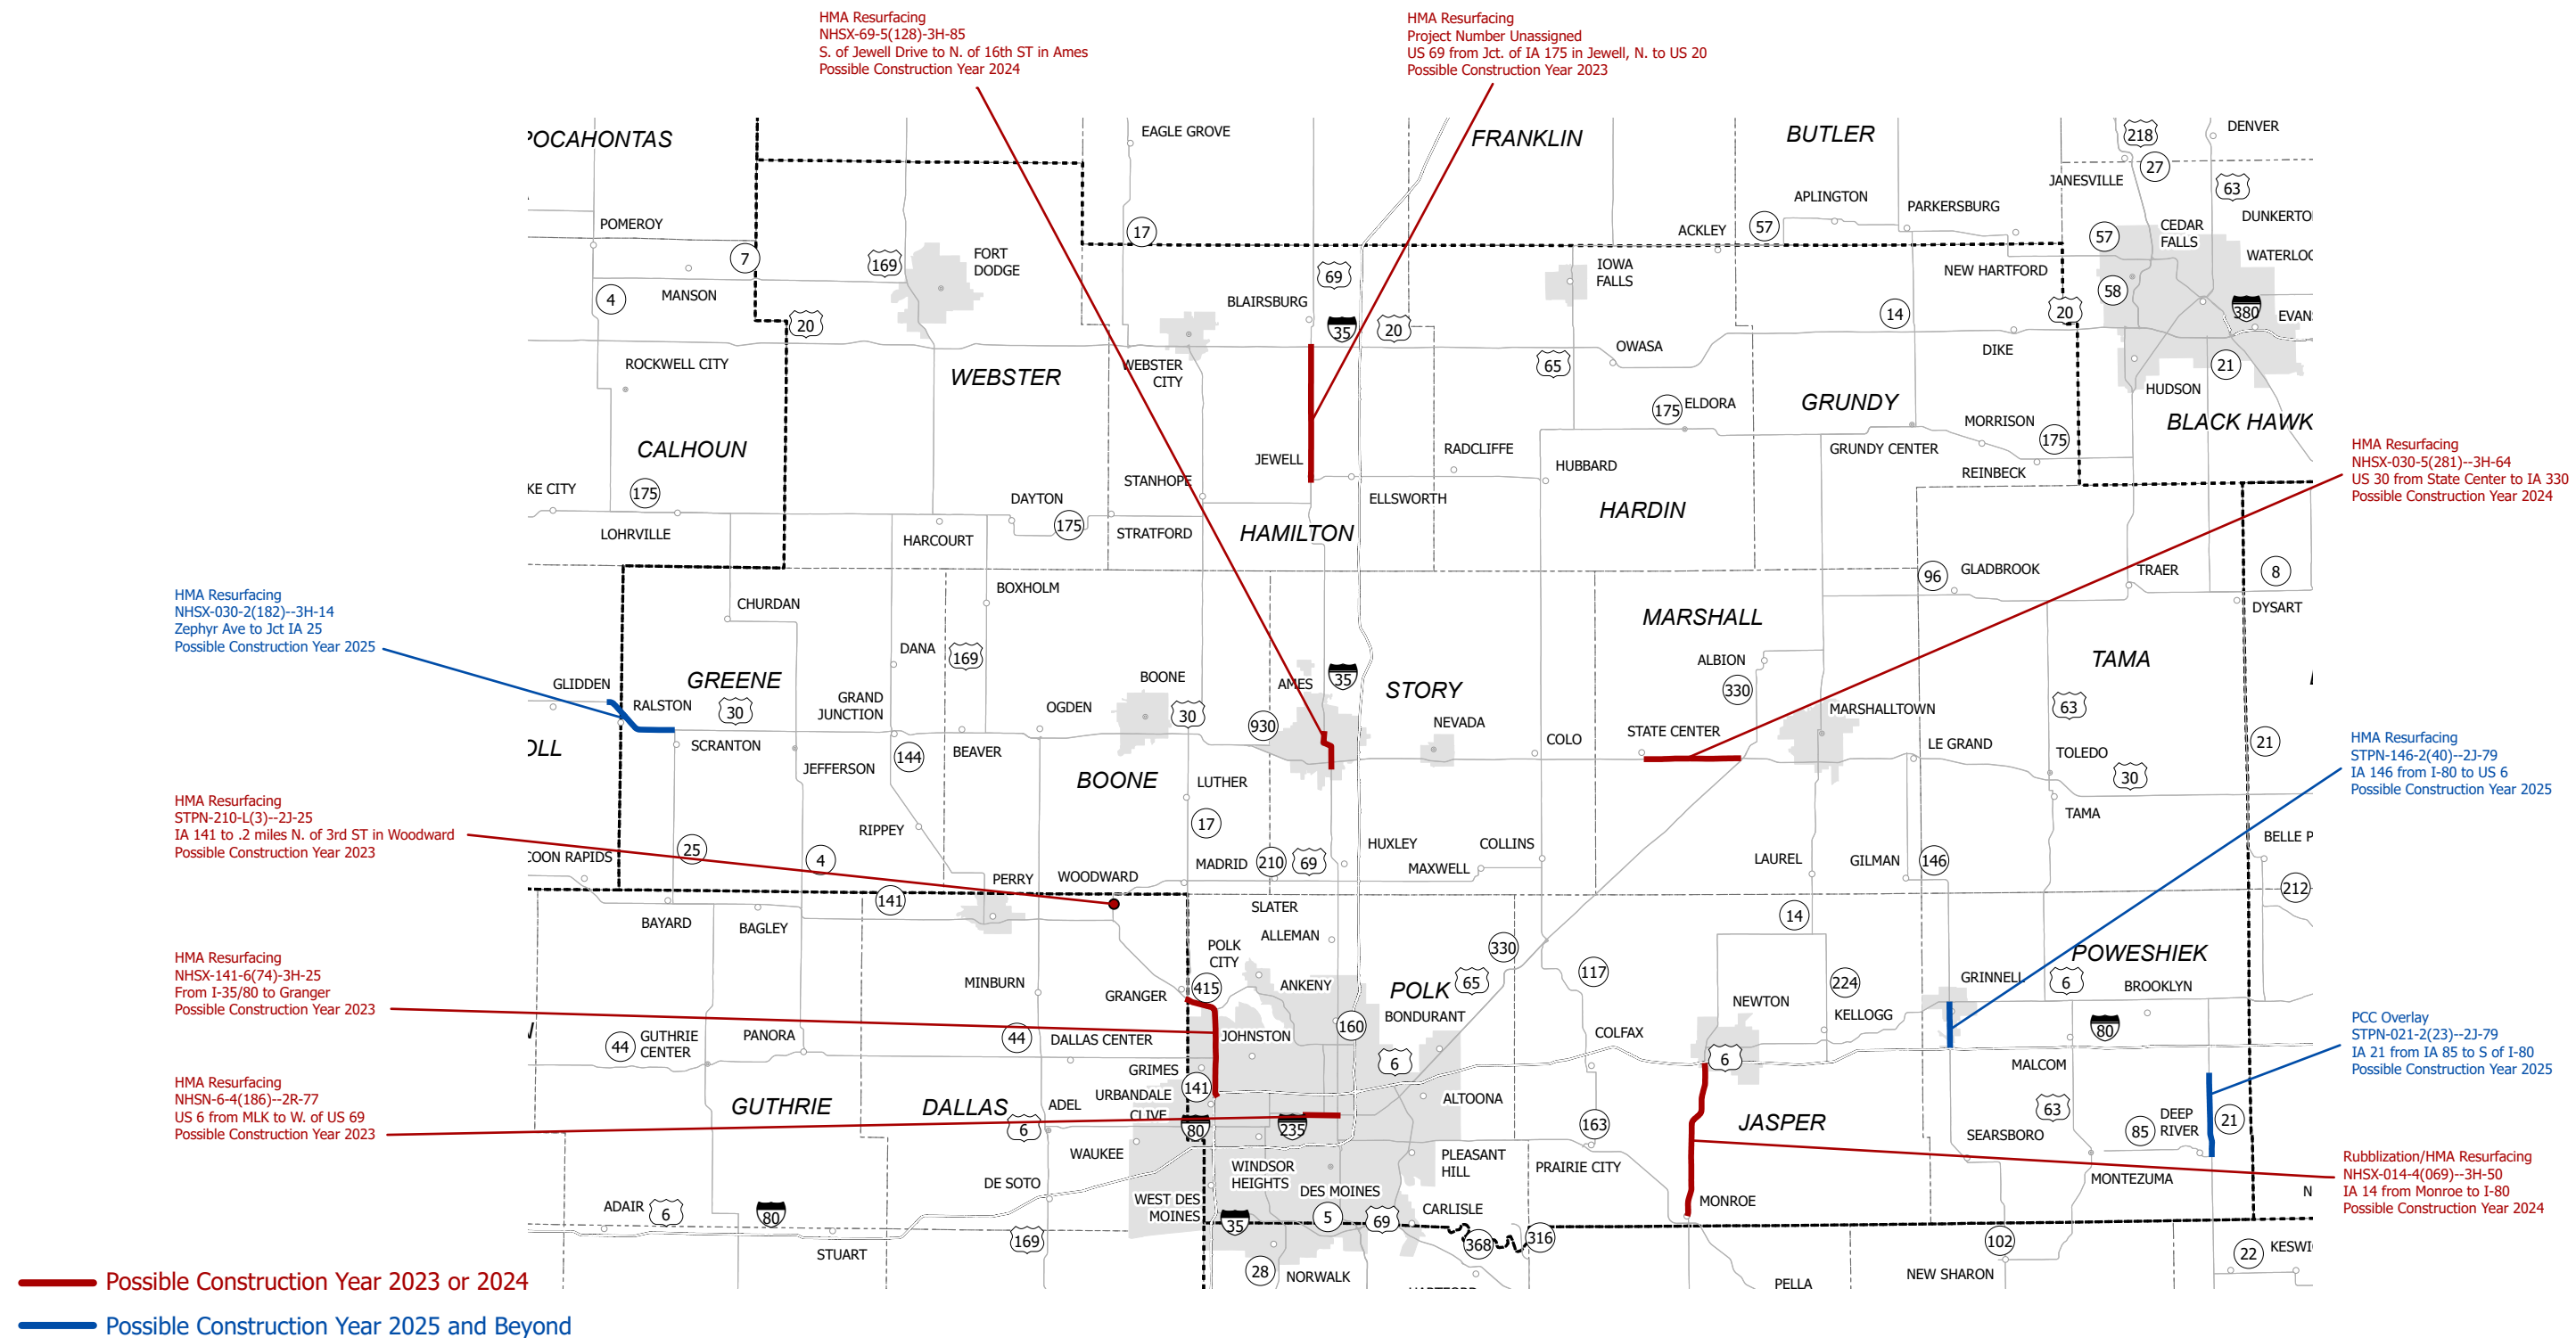 HMA Resurfacing
NHSX-69-5(128)-3H-85
S. of Jewell Drive to N. of 16th ST in Ames
Possible Construction Year 2024
HMA Resurfacing
Project Number Unassigned
US 69 from Jct. of IA 175 in Jewell, N. to US 20
Possible Construction Year 2023
POCAHONTAS
EAGLE GROVE
FRANKLIN
BUTLER
218
DENVER
27
JANESVILLE
63
APLINGTON
PARKERSBURG
DUNKERTO
POMEROY
17
ACKLEY
57
57
CEDAR
FALLS
7
169
FORT
DODGE
69
IOWA
FALLS
NEW HARTFORD
WATERLOO
MANSON
4
BLAIRSBURG
58
20
35
20
14
20
380
EVANS
ROCKWELL CITY
WEBSTER
CITY
65
OWASA
DIKE
21
WEBSTER
HUDSON
175
ELDORA
GRUNDY
MORRISON
BLACK HAWK
CALHOUN
175
JEWELL
RADCLIFFE
HUBBARD
GRUNDY CENTER
REINBECK
HMA Resurfacing
NHSX-030-5(281)--3H-64
US 30 from State Center to IA 330
Possible Construction Year 2024
KE CITY
175
STANHOPE
DAYTON
175
ELLSWORTH
HARDIN
LOHRVILLE
HARCOURT
STRATFORD
HAMILTON
96
GLADBROOK
TRAER
8
HMA Resurfacing
NHSX-030-2(182)--3H-14
Zephyr Ave to Jct IA 25
Possible Construction Year 2025
BOXHOLM
CHURDAN
MARSHALL
DYSART
DANA
169
ALBION
TAMA
GLIDDEN
GREENE
BOONE
AMES
35
STORY
330
RALSTON
30
GRAND
JUNCTION
OGDEN
30
930
NEVADA
STATE CENTER
MARSHALLTOWN
63
OLL
SCRANTON
BEAVER
COLO
LE GRAND
TOLEDO
21
JEFFERSON
144
BOONE
LUTHER
30
TAMA
HMA Resurfacing
STPN-146-2(40)--2J-79
IA 146 from I-80 to US 6
Possible Construction Year 2025
HMA Resurfacing
STPN-210-L(3)--2J-25
IA 141 to .2 miles N. of 3rd ST in Woodward
Possible Construction Year 2023
RIPPEY
17
HUXLEY
COLLINS
BELLE P
COON RAPIDS
25
4
MADRID
210
69
MAXWELL
LAUREL
GILMAN
146
PERRY
WOODWARD
141
212
BAYARD
BAGLEY
SLATER
14
ALLEMAN
POLK
CITY
330
POWESHIEK
HMA Resurfacing
NHSX-141-6(74)-3H-25
From I-35/80 to Granger
Possible Construction Year 2023
MINBURN
GRANGER
415
ANKENY
POLK
65
117
224
GRINNELL
6
BROOKLYN
NEWTON
BONDURANT
KELLOGG
44
GUTHRIE
CENTER
PANORA
44
DALLAS CENTER
JOHNSTON
160
COLFAX
80
PCC Overlay
STPN-021-2(23)--2J-79
IA 21 from IA 85 to S of I-80
Possible Construction Year 2025
GRIMES
6
6
MALCOM
HMA Resurfacing
NHSN-6-4(186)--2R-77
US 6 from MLK to W. of US 69
Possible Construction Year 2023
URBANDALE
141
ALTOONA
GUTHRIE
DALLAS
ADEL
CLIVE
6
80
235
163
JASPER
63
DEEP
RIVER
85
21
SEARSBORO
WAUKEE
WINDSOR
HEIGHTS
PLEASANT
HILL
PRAIRIE CITY
MONTEZUMA
Rubblization/HMA Resurfacing
NHSX-014-4(069)--3H-50
IA 14 from Monroe to I-80
Possible Construction Year 2024
DE SOTO
WEST DES
MOINES
DES MOINES
MONROE
N
ADAIR
6
80
35
5
69
CARLISLE
169
368
316
102
STUART
22
KESWI
28
NORWALK
NEW SHARON
PELLA
Possible Construction Year 2023 or 2024
Possible Construction Year 2025 and Beyond